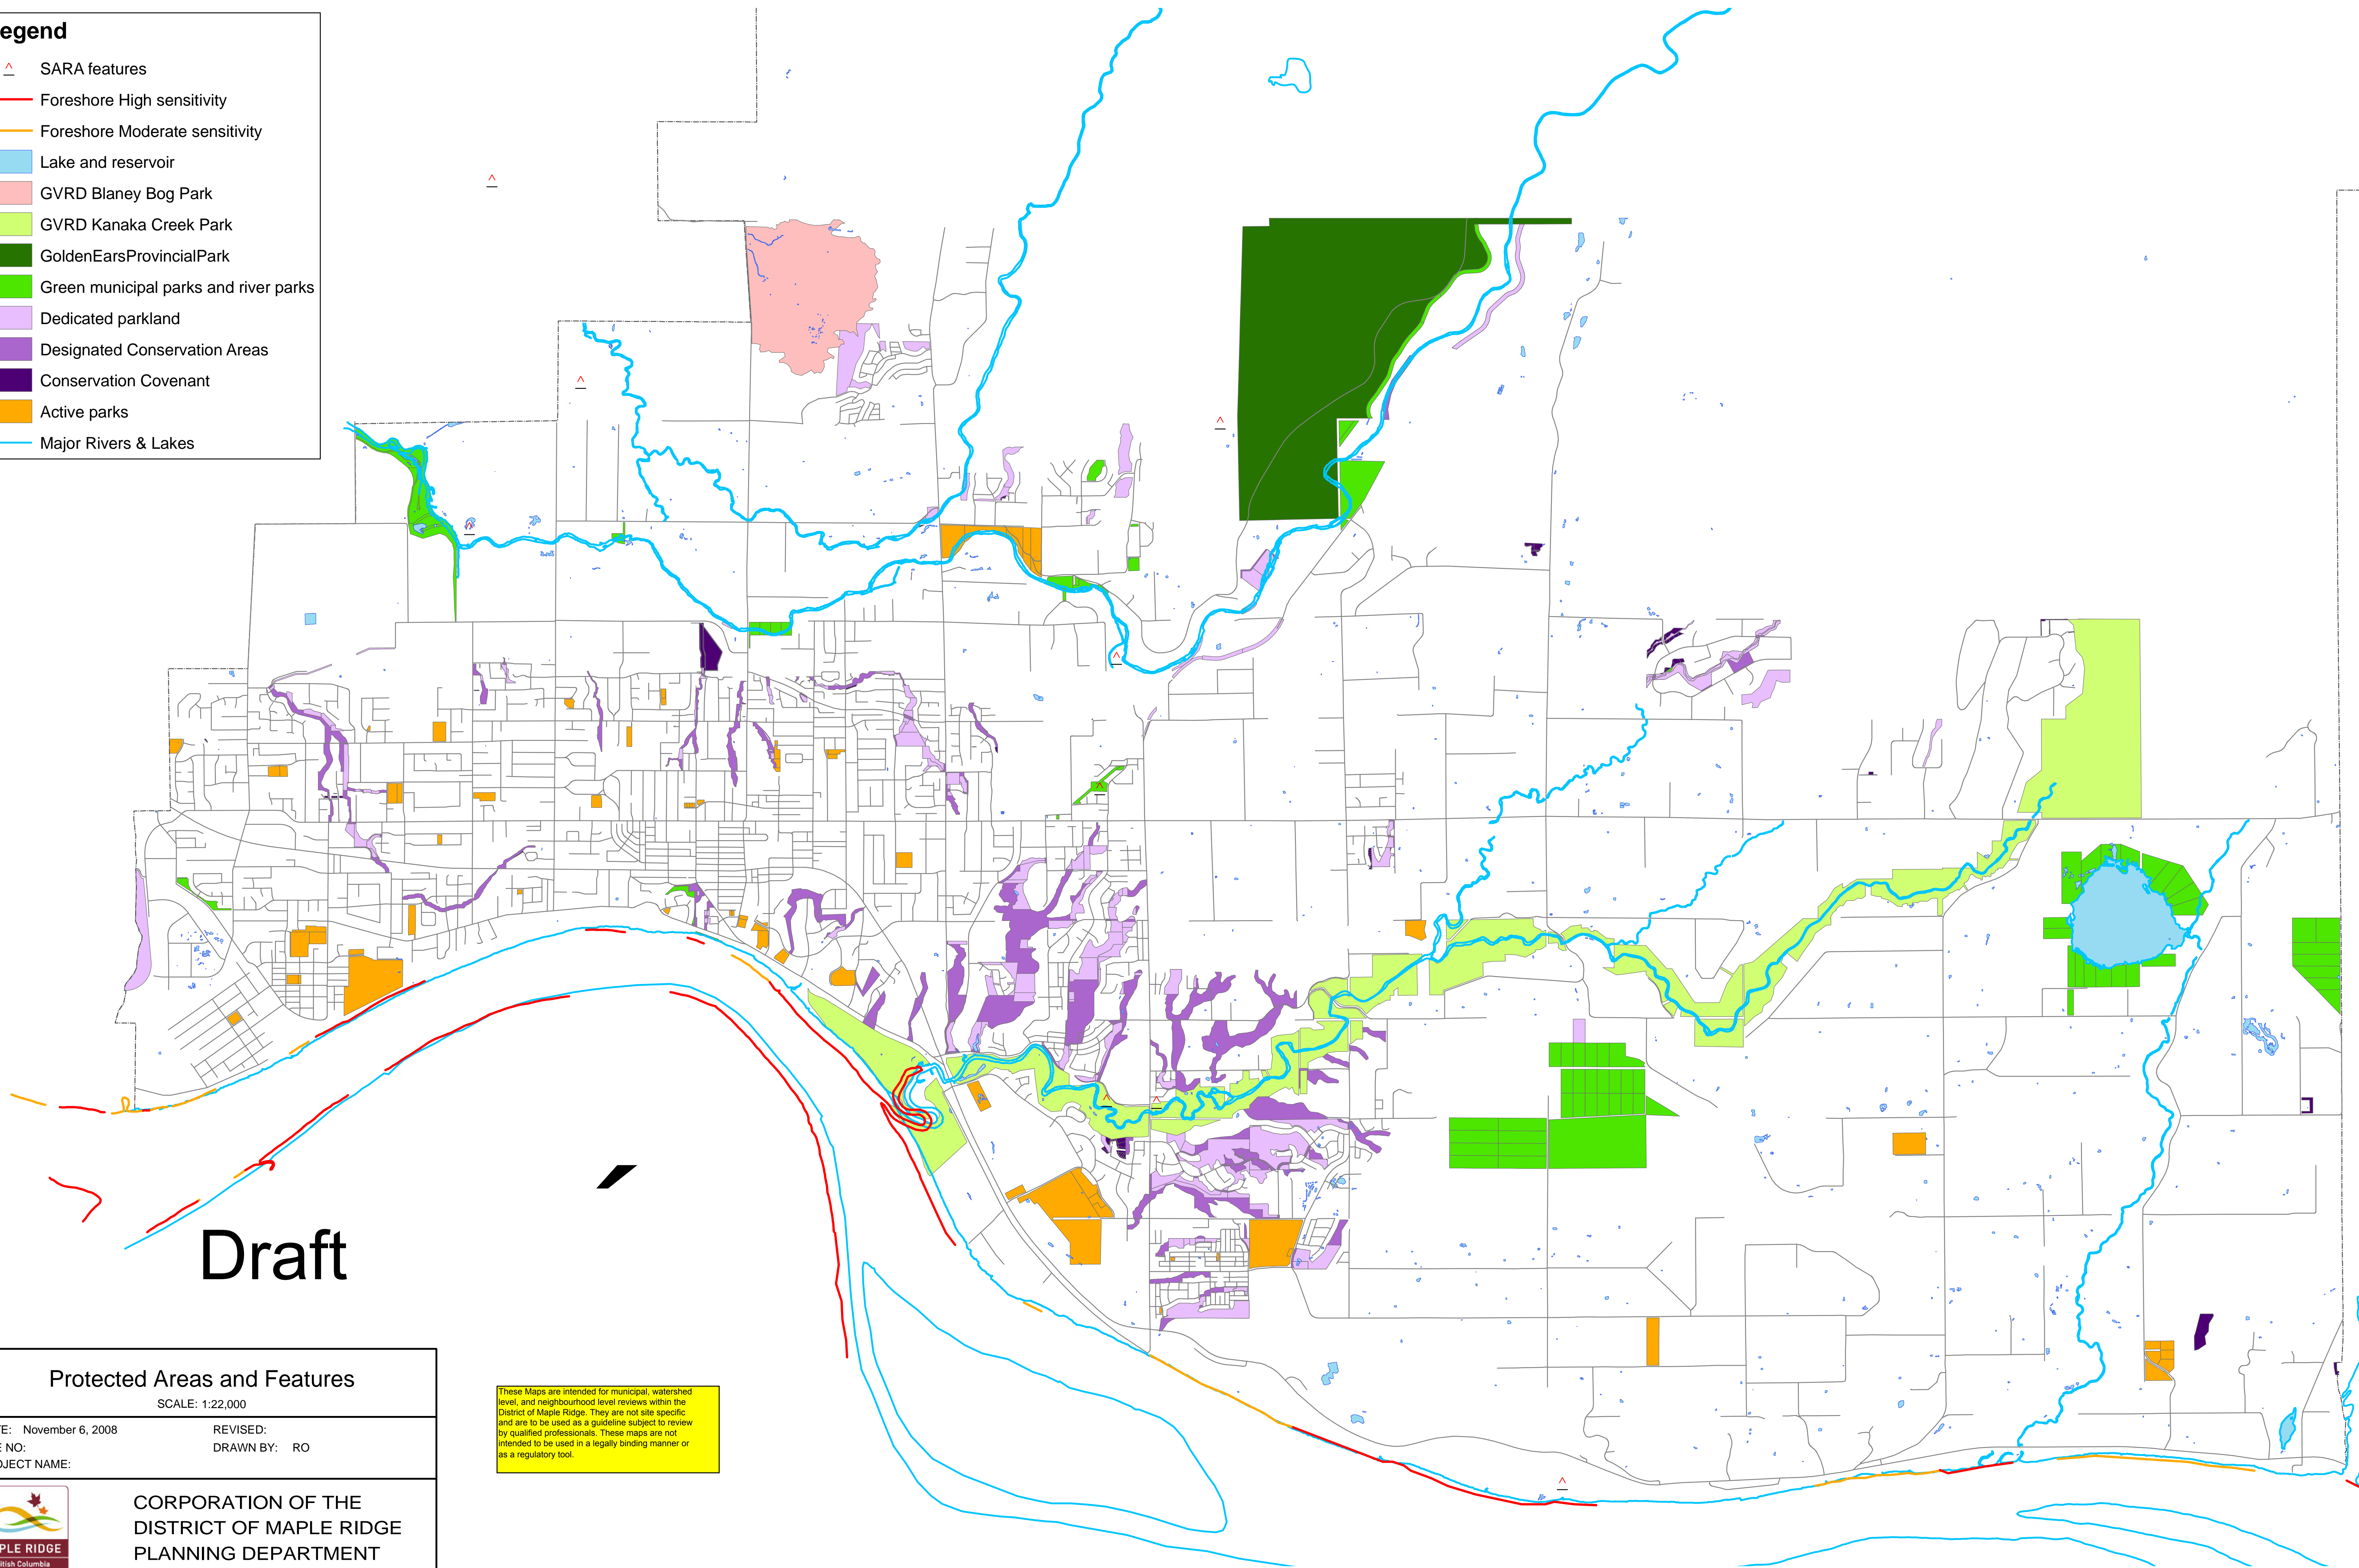 egend
SARA features
Foreshore High sensitivity
Foreshore Moderate sensitivity
Lake and reservoir
GVRD Blaney Bog Park
GVRD Kanaka Creek Park
GoldenEarsProvincialPark
Green municipal parks and river parks
Dedicated parkland
Designated Conservation Areas
Conservation Covenant
Active parks
Major Rivers & Lakes
Draft
Protected Areas and Features
SCALE: 1:22,000
TE: November 6, 2008 REVISED:
E NO: DRAWN BY: RO
OJECT NAME:
CORPORATION OF THE
DISTRICT OF MAPLE RIDGE
PLANNING DEPARTMENT
PLE RIDGE
itish Columbia
These Maps are intended for municipal, watershed
level, and neighbourhood level reviews within the
District of Maple Ridge. They are not site specific
and are to be used as a guideline subject to review
by qualified professionals. These maps are not
intended to be used in a legally binding manner or
as a regulatory tool.